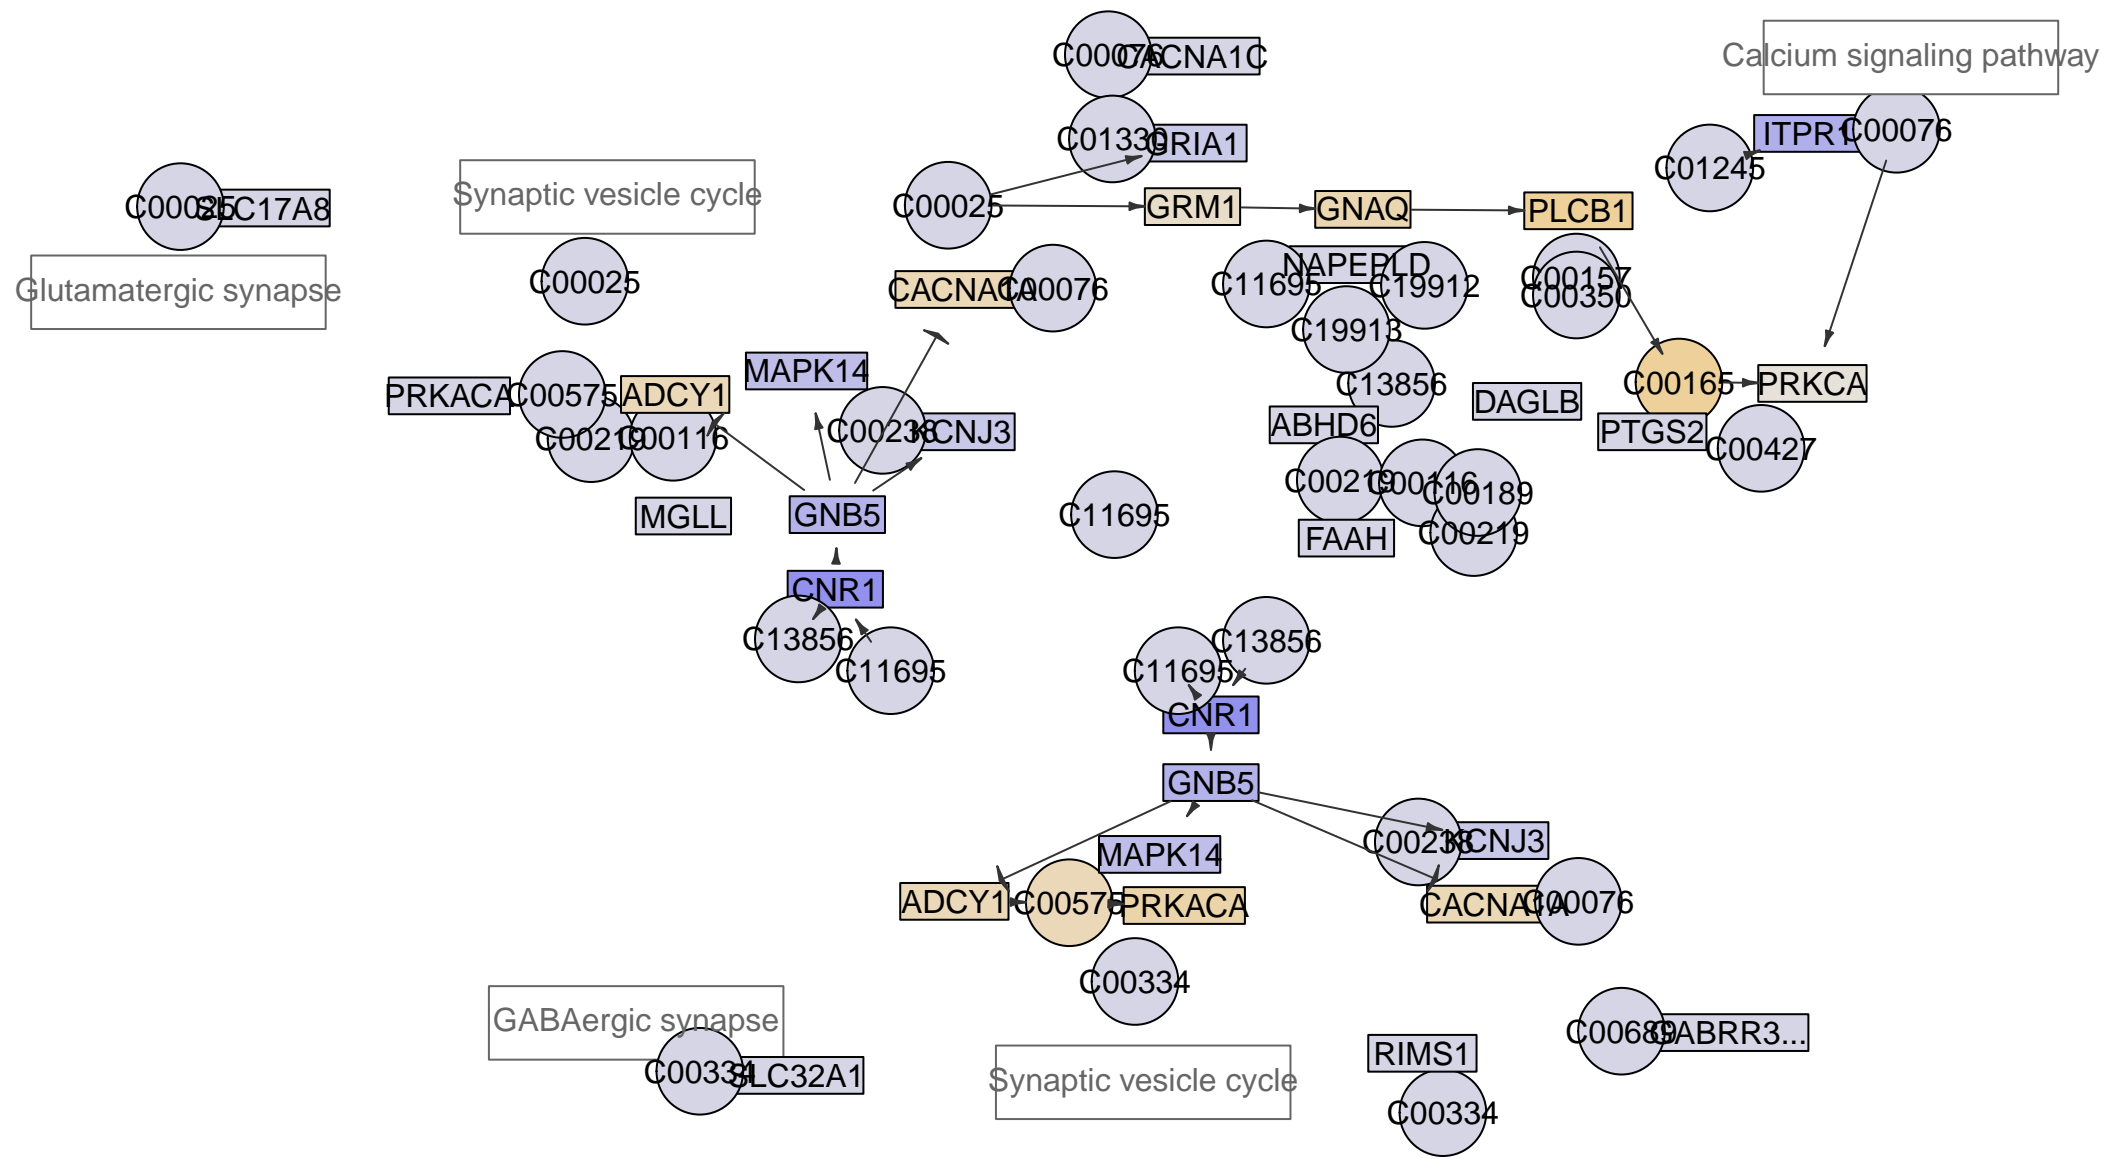 C00076
CACNA1C
Calcium signaling pathway
C01330
GRIA1
ITPR1
C00076
C01245
C00025
SLC17A8
Synaptic vesicle cycle
C00025
GRM1
GNAQ
PLCB1
Glutamatergic synapse
C00025
CACNA1A
C00076
C11695
NAPEPLD
C19912
C00157
C00350
C19913
MAPK14
C13856
C00165
PRKCA
PRKACA
C00575
ADCY1
DAGLB
C00219
C00116
C00238
KCNJ3
ABHD6
PTGS2
C00427
C00219
C00116
C00189
MGLL
GNB5
C11695
FAAH
C00219
CNR1
C13856
C11695
C13856
C11695
CNR1
GNB5
C00238
KCNJ3
MAPK14
ADCY1
C00575
PRKACA
CACNA1A
C00076
C00334
GABAergic synapse
C00689
GABRR3...
RIMS1
C00334
SLC32A1
Synaptic vesicle cycle
C00334